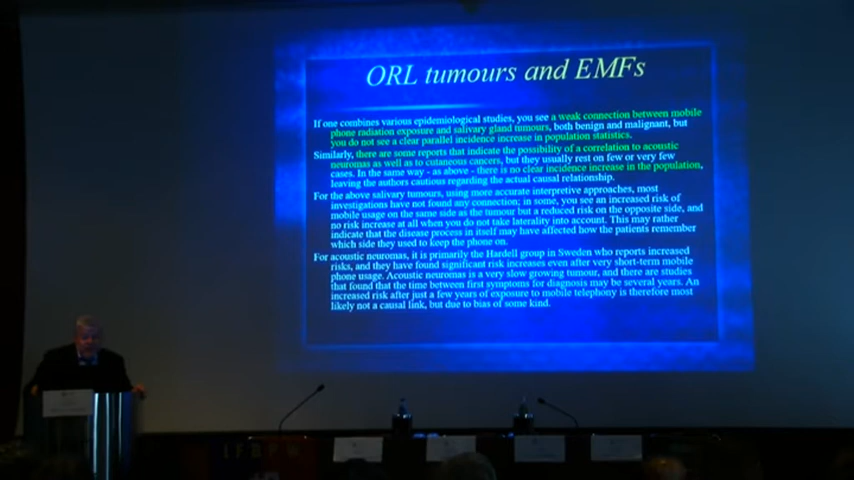 ORL tumours and EMFs
If one combines various epidemiological studies, you see a weak connection between mobile
phone radiation exposure and salivary gland tumours, both benign and malignant, but
you do not see a clear parallel incidence increase in population statistics.
Similarly, there are some reports that indicate the possibility of a correlation to acoustic
neuromas as well as to cutaneous cancers, but they usually rest on few or very few
cases. In the same way - as above - there is no clear incidence increase in the population,
leaving the authors cautious regarding the actual causal relationship.
For the above salivary tumours, using more accurate interpretive approaches, most
investigations have not found any connection; in some, you see an increased risk of
mobile usage on the same side as the tumour but a reduced risk on the opposite side, and
no risk increase at all when you do not take laterality into account. This may rather
indicate that the disease process in itself may have affected how the patients remember
which side they used to keep the phone on.
For acoustic neuromas, it is primarily the Hardell group in Sweden who reports increased
risks, and they have found significant risk increases even after very short-term mobile
phone usage. Acoustic neuromas is a very slow growing tumour, and there are studies
that found that the time between first symptoms for diagnosis may be several years. An
increased risk after just a few years of exposure to mobile telephony is therefore most
likely not a causal link, but due to bias of some kind.